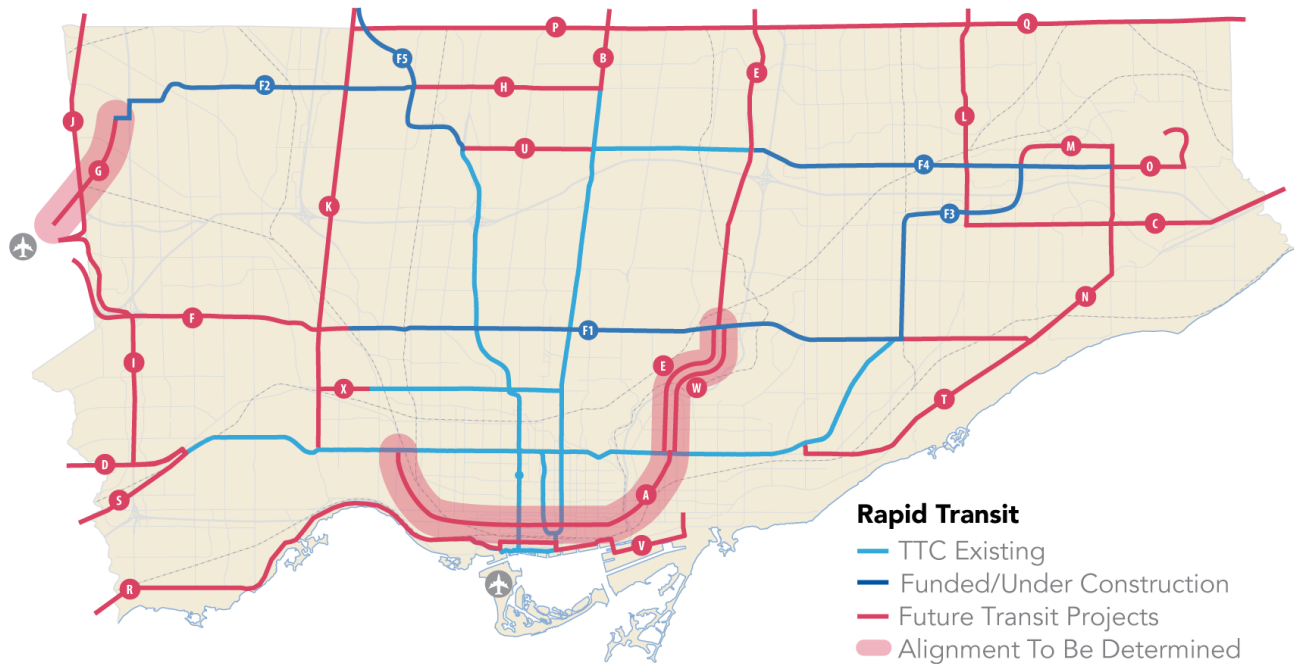 P
Q
B
F5
E
F2
H
J
L
U
M
F4
O
G
K
F3
C
N
F
F1
I
E
X
W
T
D
S
A
V
R
Rapid Transit
TTC Existing
Funded/Under Construction
Future Transit Projects
Alignment To Be Determined